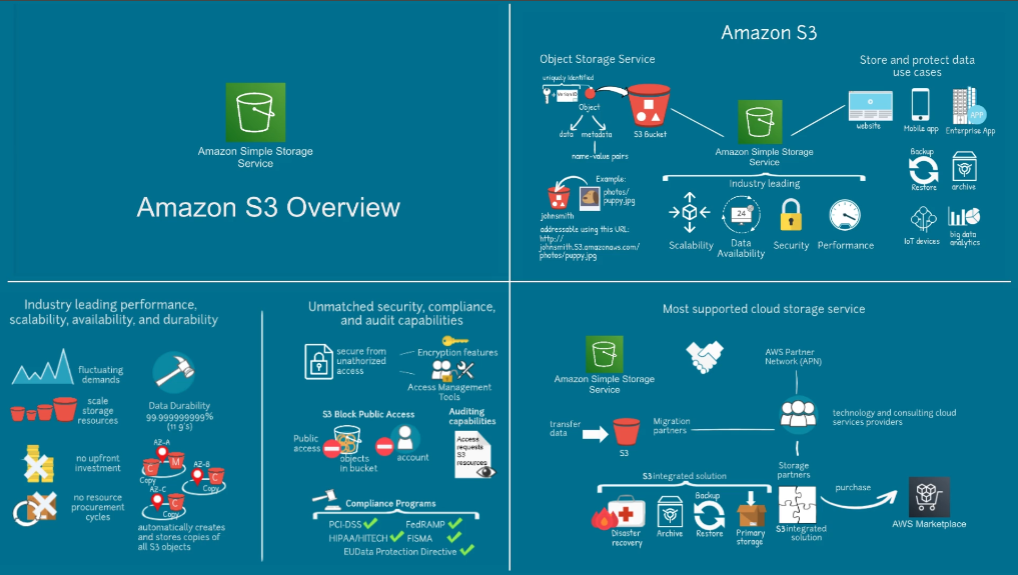 Amazon Simple Storage
Service
Amazon S3 Overview
Amazon S3
Object Storage Service
uniquely identified
Object
data
metadata
name-value pairs
S3 Bucket
Example:
photos/
puppy.jpg
johnsmith
addressable using this URL:
http://
johnsmith.S3.amazonaws.com/
photos/puppy.jpg
Amazon Simple Storage
Service
Industry leading
Scalability
24
Data
Availability
Security
Performance
Store and protect data
use cases
website
Mobile app
APP
Enterprise App
Backup
Restore
archive
IoT devices
big data
analytics
Industry leading performance,
scalability, availability, and durability
fluctuating
demands
scale
storage
resources
no upfront
investment
no resource
procurement
cycles
Data Durability
99.999999999%
(11 9's)
AZ-A
C
M
Copy
AZ-B
C
Copy
AZ-C
C
Copy
automatically creates
and stores copies of
all S3 objects
Unmatched security, compliance,
and audit capabilities
secure from
unathorized
access
Encryption features
Access Management
Tools
S3 Block Public Access
Public
access
objects
in bucket
account
Auditing
capabilities
Access
requests
S3
resources
Compliance Programs
PCI-DSS
FedRAMP
HIPAA/HITECH
FISMA
EUData Protection Directive
Most supported cloud storage service
Amazon Simple Storage
Service
AWS Partner
Network (APN)
technology and consulting cloud
services providers
transfer
data
S3
Migration
partners
Storage
partners
S3 integrated solution
Disaster
recovery
Archive
Backup
Restore
Primary
storage
S3 integrated
solution
purchase
AWS Marketplace